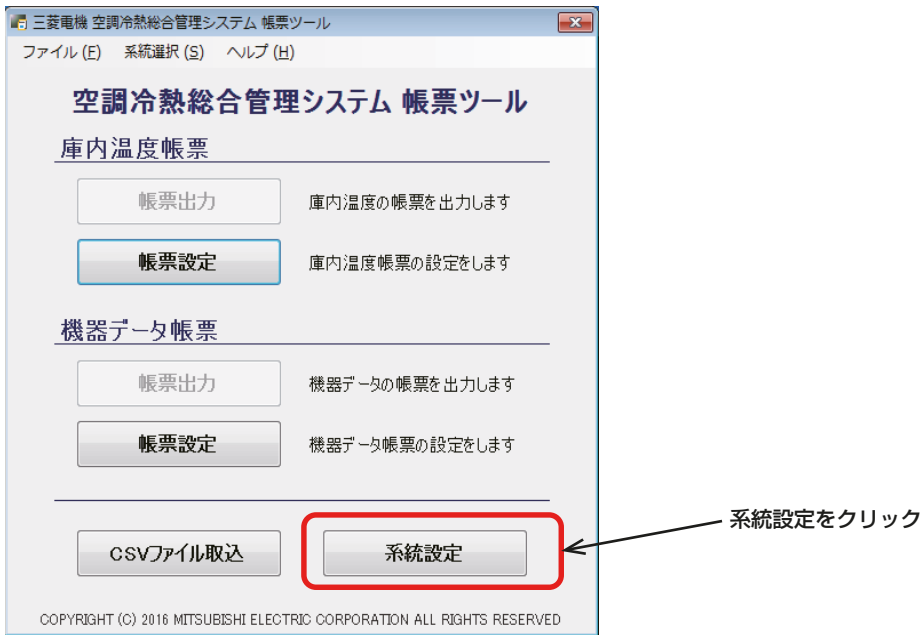 三菱電機 空調冷熱総合管理システム 帳票ツール
ファイル(F) 系統選択(S) ヘルプ(H)
空調冷熱総合管理システム 帳票ツール
庫内温度帳票
帳票出力 庫内温度の帳票を出力します
帳票設定 庫内温度帳票の設定をします
機器データ帳票
帳票出力 機器データの帳票を出力します
帳票設定 機器データ帳票の設定をします
系統設定をクリック
CSVファイル取込 系統設定
COPYRIGHT (C) 2016 MITSUBISHI ELECTRIC CORPORATION ALL RIGHTS RESERVED